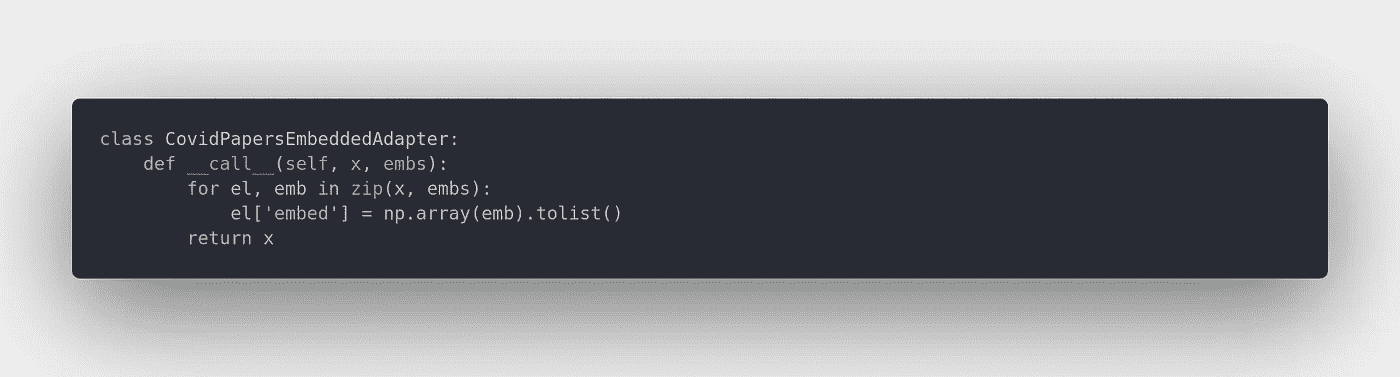 class CovidPapersEmbeddedAdapter:
    def __call__(self, x, embs):
        for el, emb in zip(x, embs):
            el['embed'] = np.array(emb).tolist()
        return x